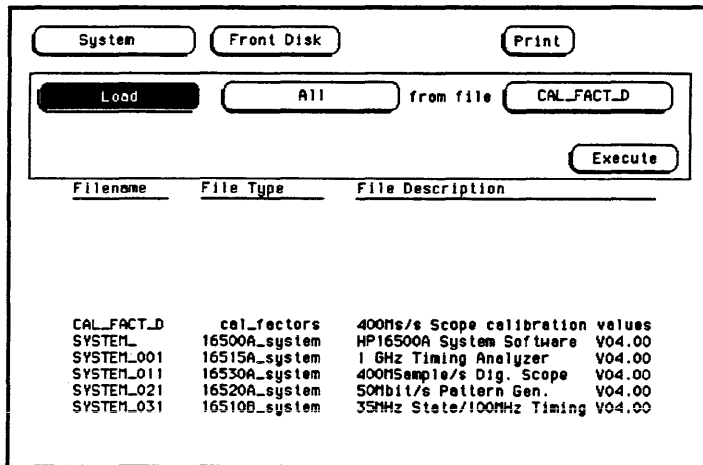 System Front Disk Print
Load All from file CAL_FACT_D
Execute
Filename File Type File Description
CAL_FACT_D cal_factors 400Ms/s Scope calibration values
SYSTEM_ 16500A_system HP16500A System Software V04.00
SYSTEM_001 16515A_system 1 GHz Timing Analyzer V04.00
SYSTEM_011 16530A_system 400MSample/s Dig. Scope V04.00
SYSTEM_021 16520A_system 50Mbit/s Pattern Gen. V04.00
SYSTEM_031 16510B_system 35MHz State/100MHz Timing V04.00